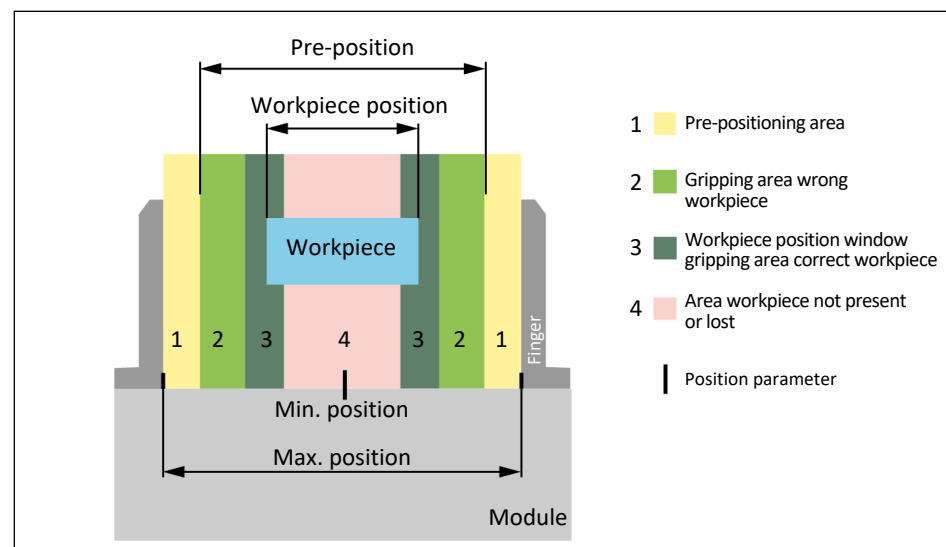 Pre-position
Workpiece position
Workpiece
1 2 3 4 3 2 1
Finger
Min. position
Max. position
Module
1 Pre-positioning area
2 Gripping area wrong
workpiece
3 Workpiece position window
gripping area correct workpiece
4 Area workpiece not present
or lost
Position parameter